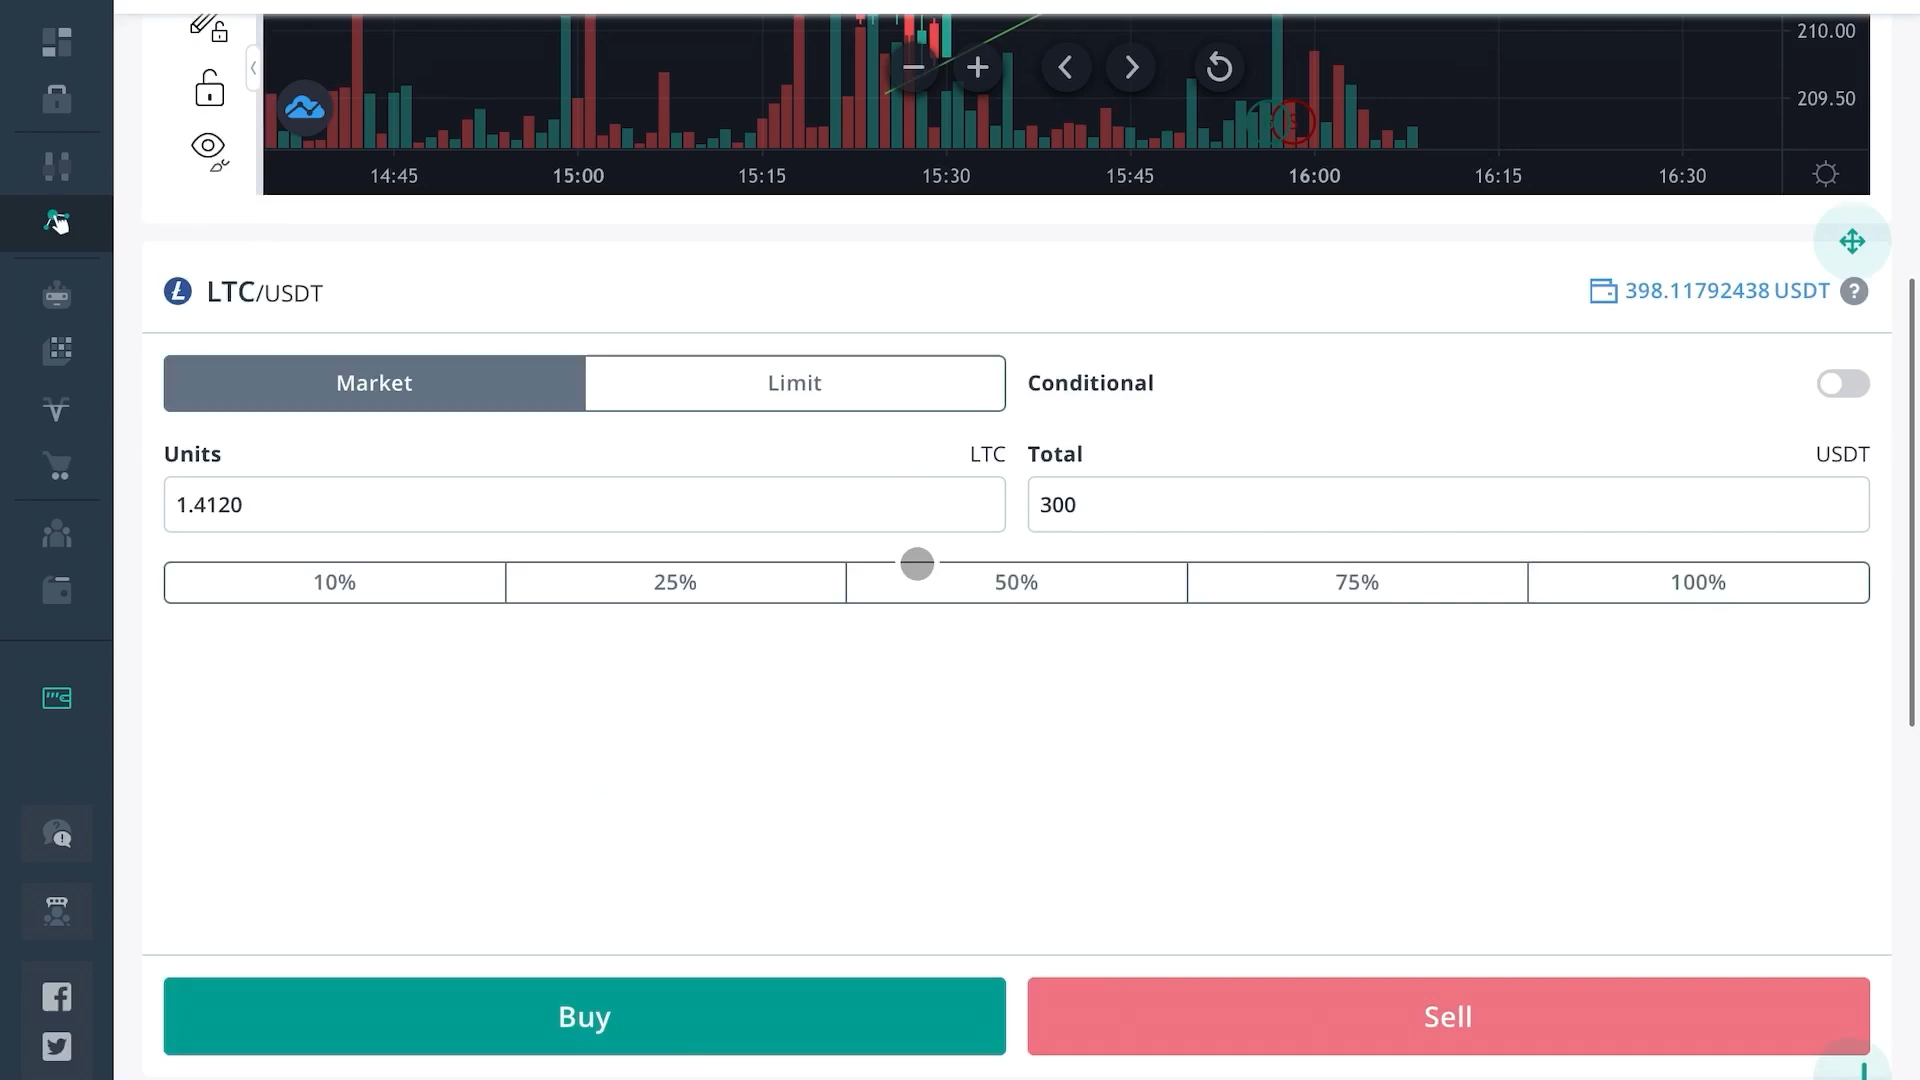 210.00
209.50
14:45 15:00 15:15 15:30 15:45 16:00 16:15 16:30
LTC/USDT 398.11792438 USDT ?
Market Limit Conditional
Units LTC Total USDT
1.4120 300
10% 25% 50% 75% 100%
Buy Sell